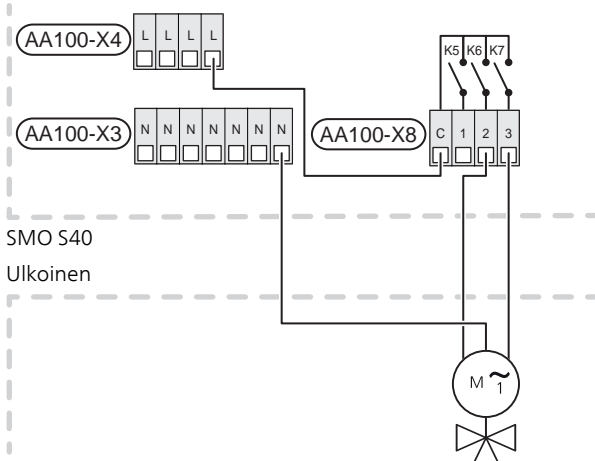 AA100-X4 L L L L
K5 K6 K7
AA100-X3 N N N N N N N
AA100-X8 C 1 2 3
SMO S40
Ulkoinen
M ~ 1